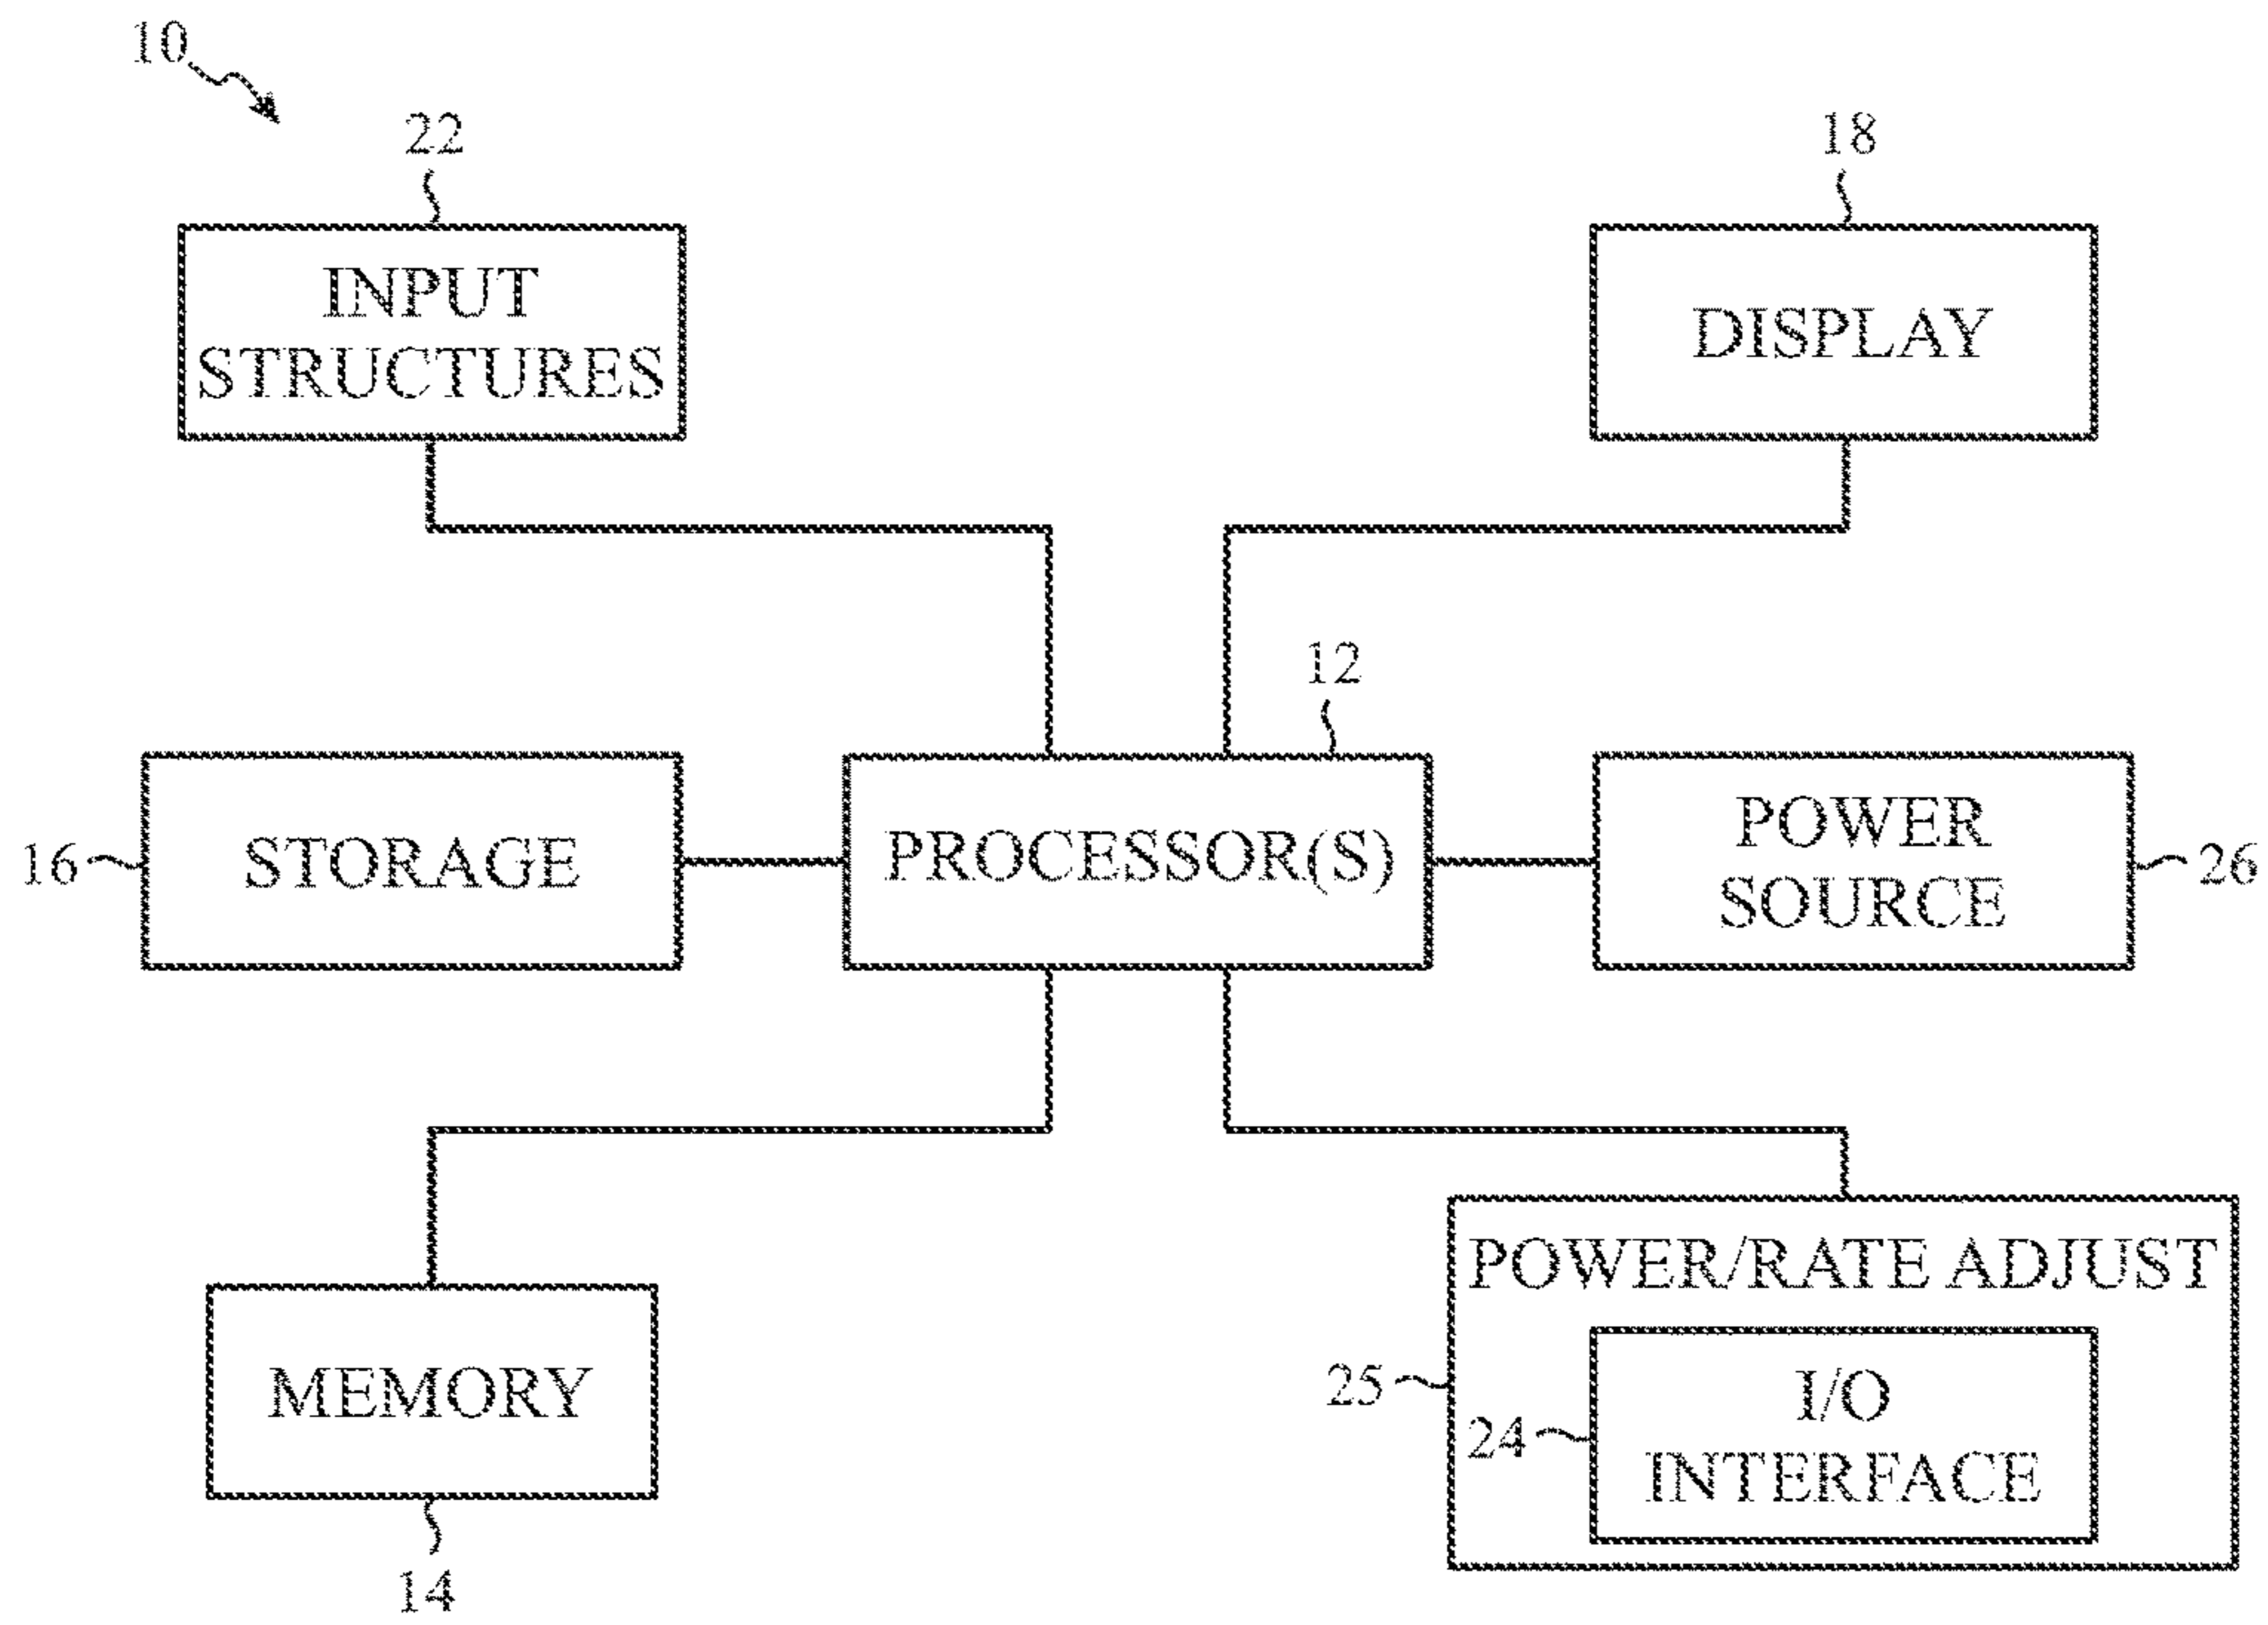 10
22
18
INPUT
STRUCTURES
DISPLAY
12
16
STORAGE
PROCESSOR(S)
POWER
SOURCE
26
POWER/RATE ADJUST
MEMORY
25
24
I/O
INTERFACE
14